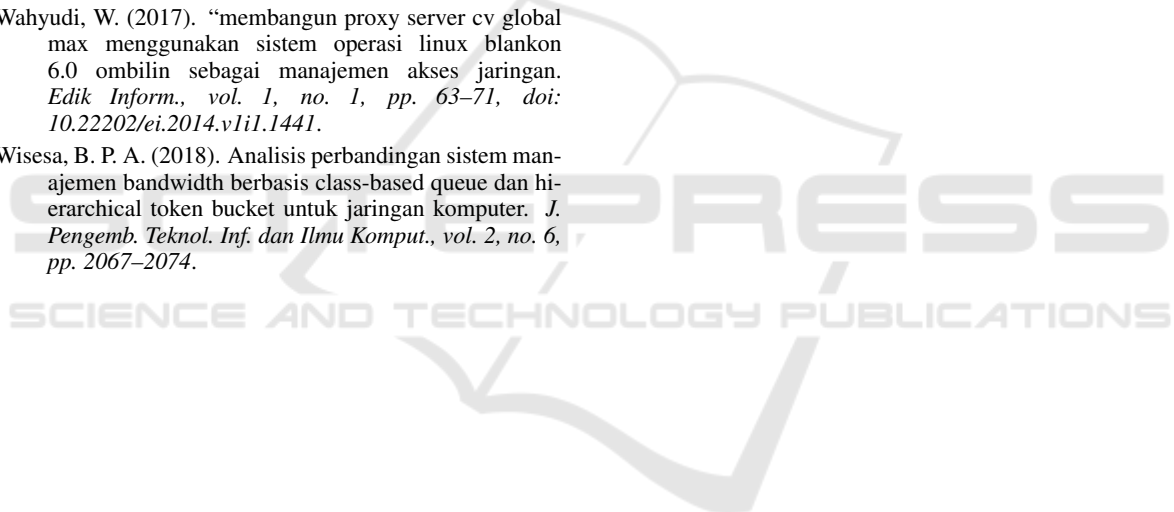 Wahyudi, W. (2017). “membangun proxy server cv global
max menggunakan sistem operasi linux blankon
6.0 ombilin sebagai manajemen akses jaringan.
Edik Inform., vol. 1, no. 1, pp. 63–71, doi:
10.22202/ei.2014.v1i1.1441.
Wisesa, B. P. A. (2018). Analisis perbandingan sistem man-
ajemen bandwidth berbasis class-based queue dan hi-
erarchical token bucket untuk jaringan komputer. J.
Pengemb. Teknol. Inf. dan Ilmu Komput., vol. 2, no. 6,
pp. 2067–2074.
SCITEPRESS
SCIENCE AND TECHNOLOGY PUBLICATIONS